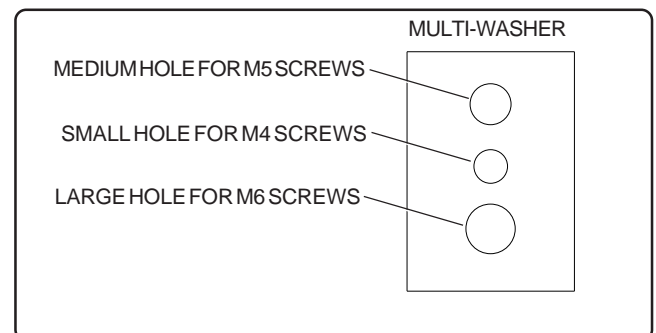 MULTI-WASHER
MEDIUM HOLE FOR M5 SCREWS
SMALL HOLE FOR M4 SCREWS
LARGE HOLE FOR M6 SCREWS